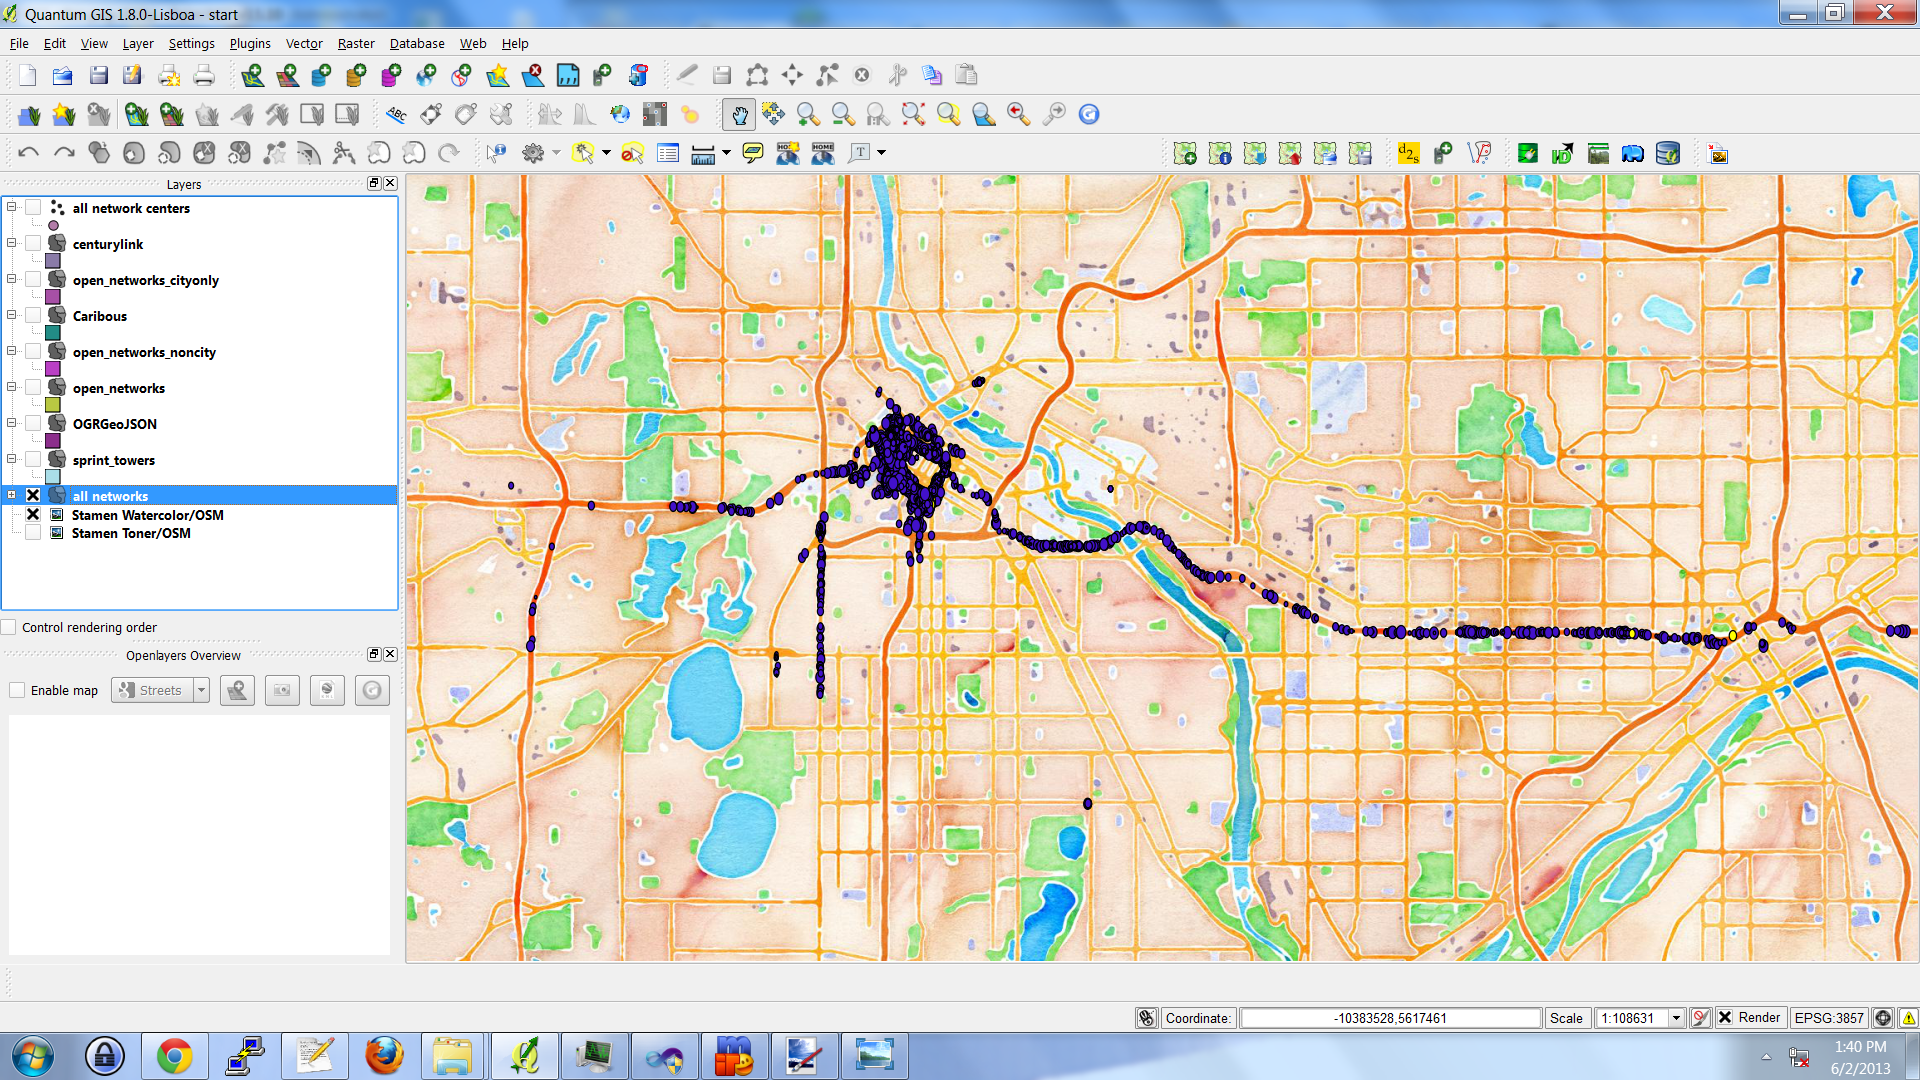 Quantum GIS 1.8.0-Lisboa - start
File Edit View Layer Settings Plugins Vector Raster Database Web Help
ABC
T
d2s
Layers
all network centers
centurylink
open_networks_cityonly
Caribous
open_networks_noncity
open_networks
OGRGeoJSON
sprint_towers
all networks
Stamen Watercolor/OSM
Stamen Toner/OSM
Control rendering order
Openlayers Overview
Enable map
Streets
Coordinate:
-10383528,5617461
Scale
1:108631
Render
EPSG:3857
1:40 PM
6/2/2013